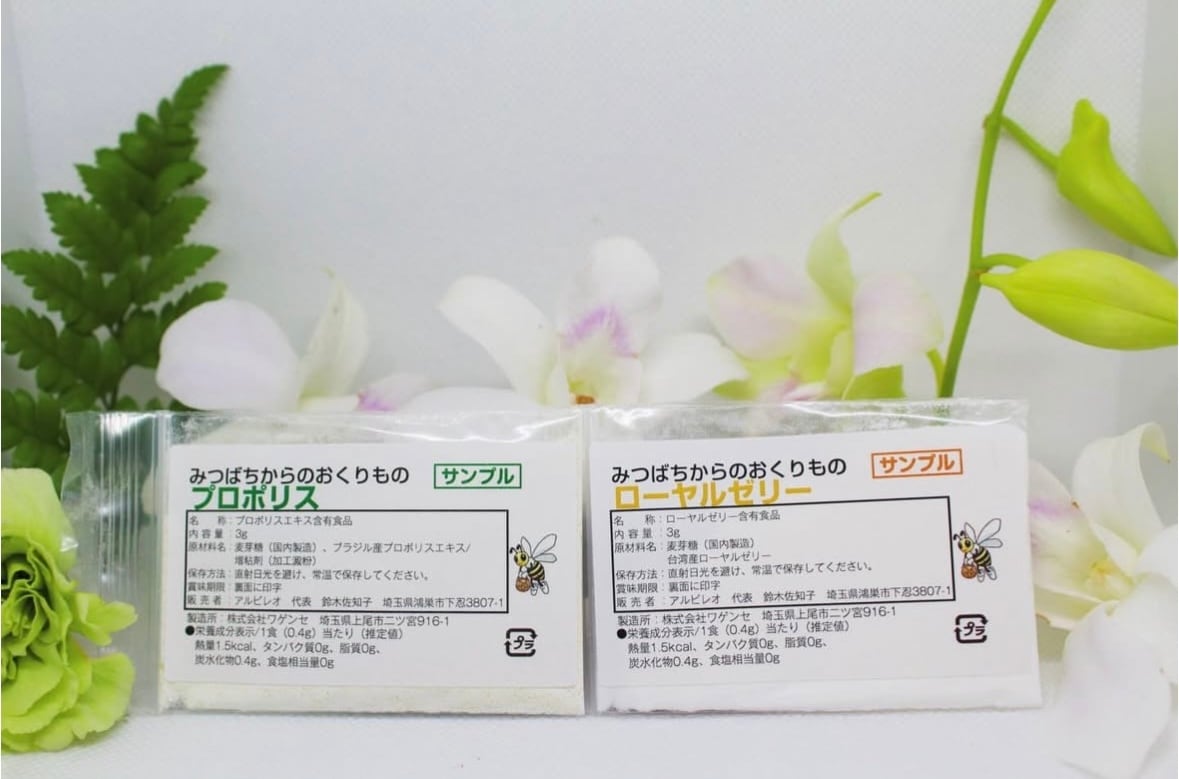 みつばちからのおくりもの サンプル
プロポリス
名　　称：プロポリスエキス含有食品
内 容 量：3g
原材料名：麦芽糖（国内製造）、ブラジル産プロポリスエキス/
増粘剤（加工澱粉）
保存方法：直射日光を避け、常温で保存してください。
賞味期限：裏面に印字
販 売 者：アルビレオ　代表　鈴木佐知子　埼玉県鴻巣市下忍3807-1
製造所：株式会社ワゲンセ　埼玉県上尾市二ツ宮916-1
●栄養成分表示/1食（0.4g）当たり（推定値）
熱量1.5kcal、タンパク質0g、脂質0g、
炭水化物0.4g、食塩相当量0g
プラ
みつばちからのおくりもの サンプル
ローヤルゼリー
名　　称：ローヤルゼリー含有食品
内 容 量：3g
原材料名：麦芽糖（国内製造）
台湾産ローヤルゼリー
保存方法：直射日光を避け、常温で保存してください。
賞味期限：裏面に印字
販 売 者：アルビレオ　代表　鈴木佐知子　埼玉県鴻巣市下忍3807-1
製造所：株式会社ワゲンセ　埼玉県上尾市二ツ宮916-1
●栄養成分表示/1食（0.4g）当たり（推定値）
熱量1.5kcal、タンパク質0g、脂質0g、
炭水化物0.4g、食塩相当量0g
プラ